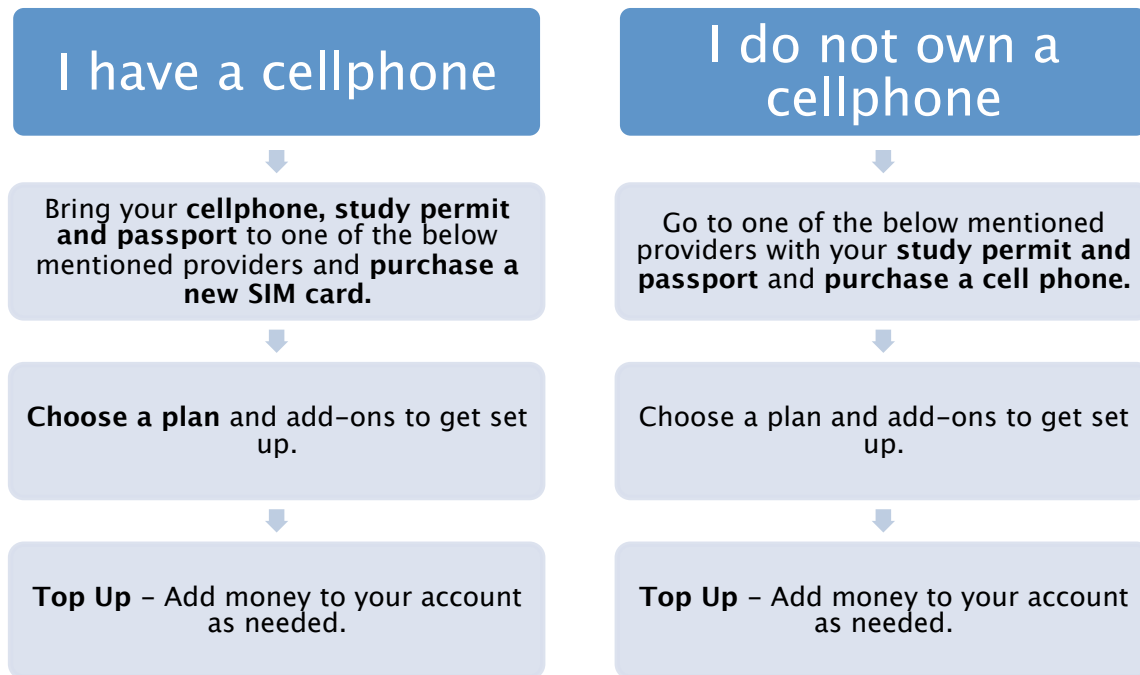 I have a cellphone
Bring your cellphone, study permit
and passport to one of the below
mentioned providers and purchase a
new SIM card.
Choose a plan and add-ons to get set
up.
Top Up – Add money to your account
as needed.
I do not own a
cellphone
Go to one of the below mentioned
providers with your study permit and
passport and purchase a cell phone.
Choose a plan and add-ons to get set
up.
Top Up – Add money to your account
as needed.